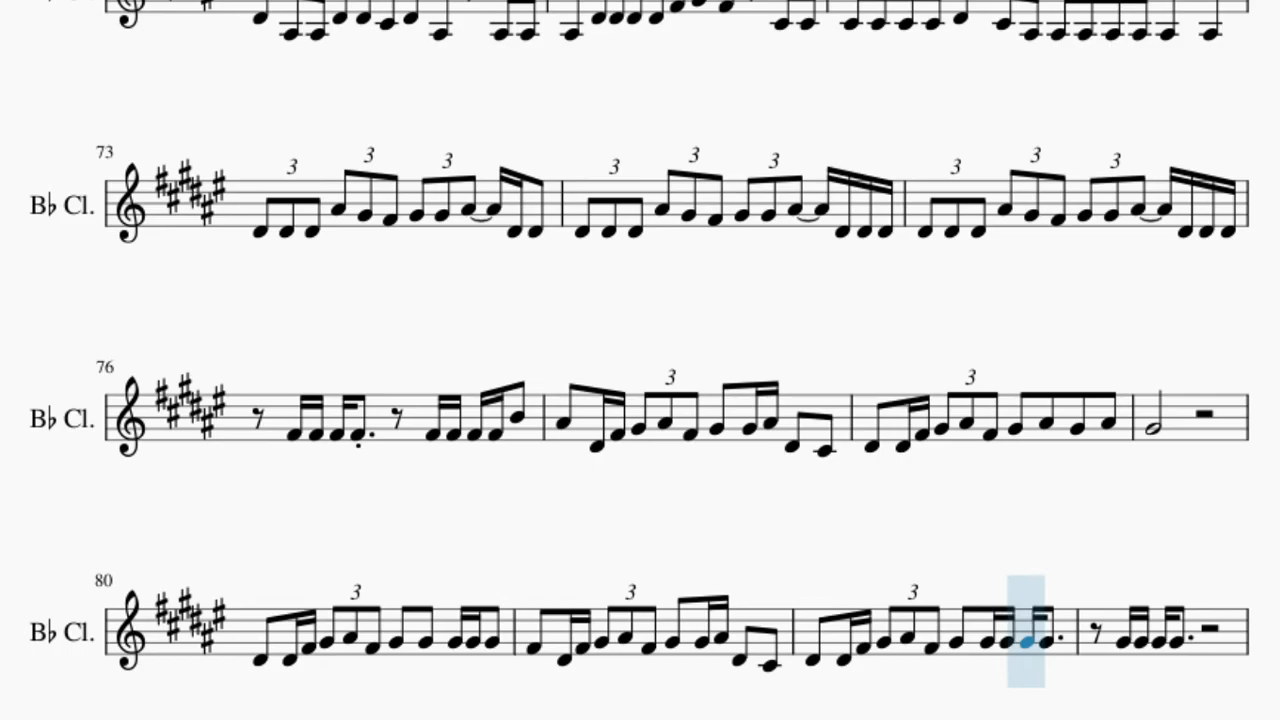 73
3 3 3 3 3 3 3 3 3
B♭ Cl.
76
3 3
B♭ Cl.
80
3 3 3
B♭ Cl.